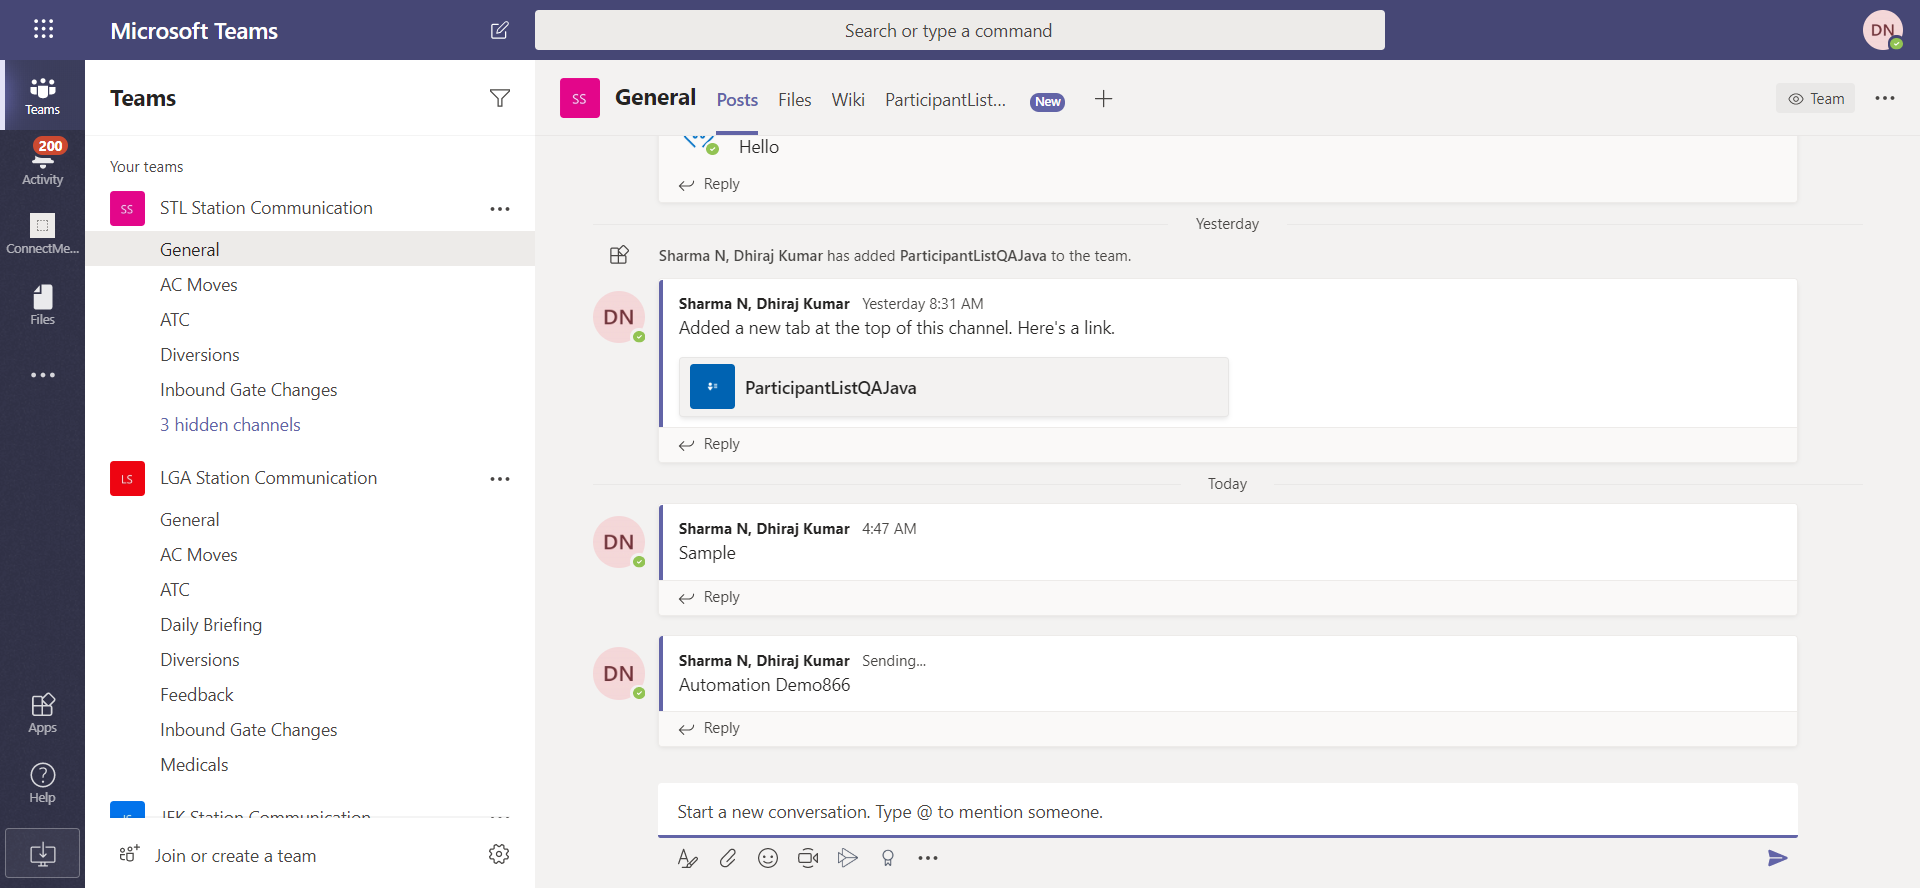 Microsoft Teams
Search or type a command
DN
Teams
200
Activity
ConnectMe...
Files
Apps
Help
Teams
Your teams
SS STL Station Communication
General
AC Moves
ATC
Diversions
Inbound Gate Changes
3 hidden channels
LS LGA Station Communication
General
AC Moves
ATC
Daily Briefing
Diversions
Feedback
Inbound Gate Changes
Medicals
JS JFK Station Communication
Join or create a team
SS General Posts Files Wiki ParticipantList... New
Team
Hello
Reply
Yesterday
Sharma N, Dhiraj Kumar has added ParticipantListQAJava to the team.
DN
Sharma N, Dhiraj Kumar Yesterday 8:31 AM
Added a new tab at the top of this channel. Here's a link.
ParticipantListQAJava
Reply
Today
DN
Sharma N, Dhiraj Kumar 4:47 AM
Sample
Reply
DN
Sharma N, Dhiraj Kumar Sending...
Automation Demo866
Reply
Start a new conversation. Type @ to mention someone.